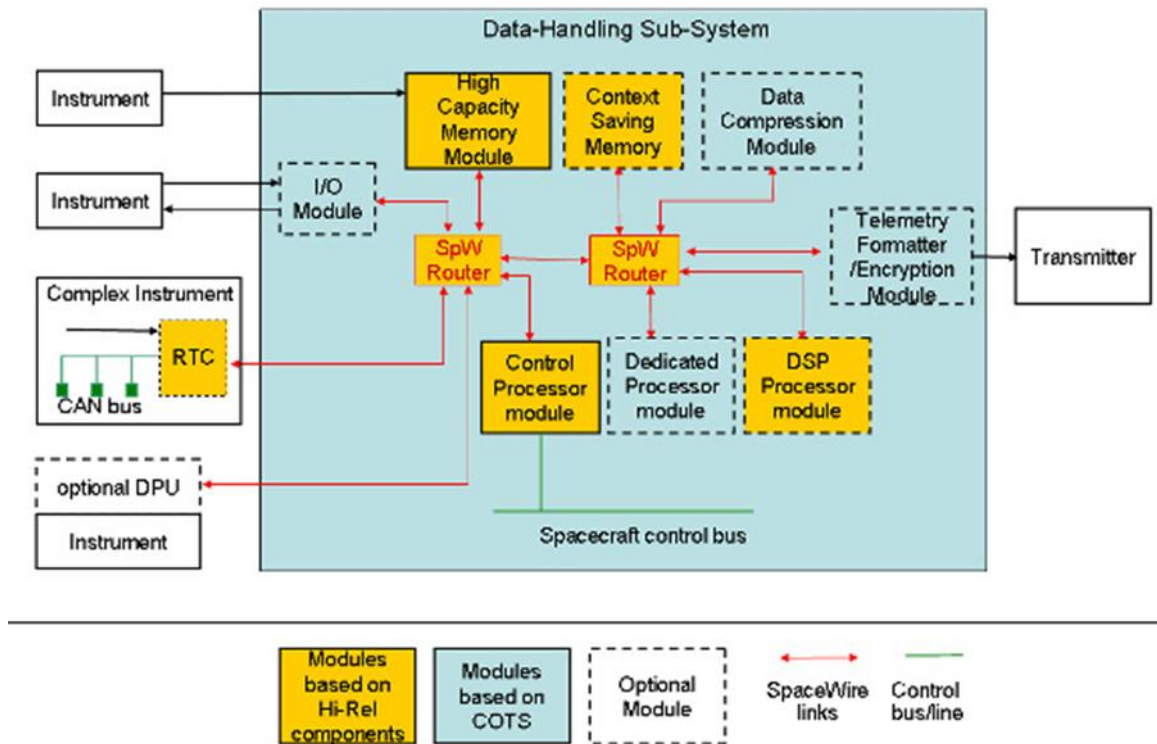 Data-Handling Sub-System
Instrument
High
Capacity
Memory
Module
Context
Saving
Memory
Data
Compression
Module
Instrument
I/O
Module
SpW
Router
SpW
Router
Telemetry
Formatter
/Encryption
Module
Transmitter
Complex Instrument
RTC
CAN bus
Control
Processor
module
Dedicated
Processor
module
DSP
Processor
module
optional DPU
Instrument
Spacecraft control bus
Modules
based on
Hi-Rel
components
Modules
based on
COTS
Optional
Module
SpaceWire
links
Control
bus/line